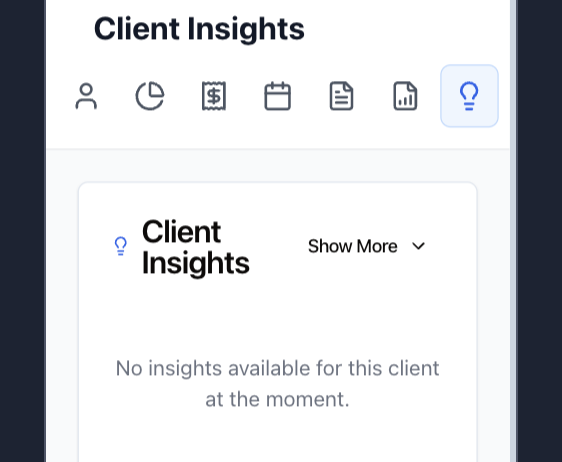 Client Insights
Client
Insights
Show More
No insights available for this client
at the moment.